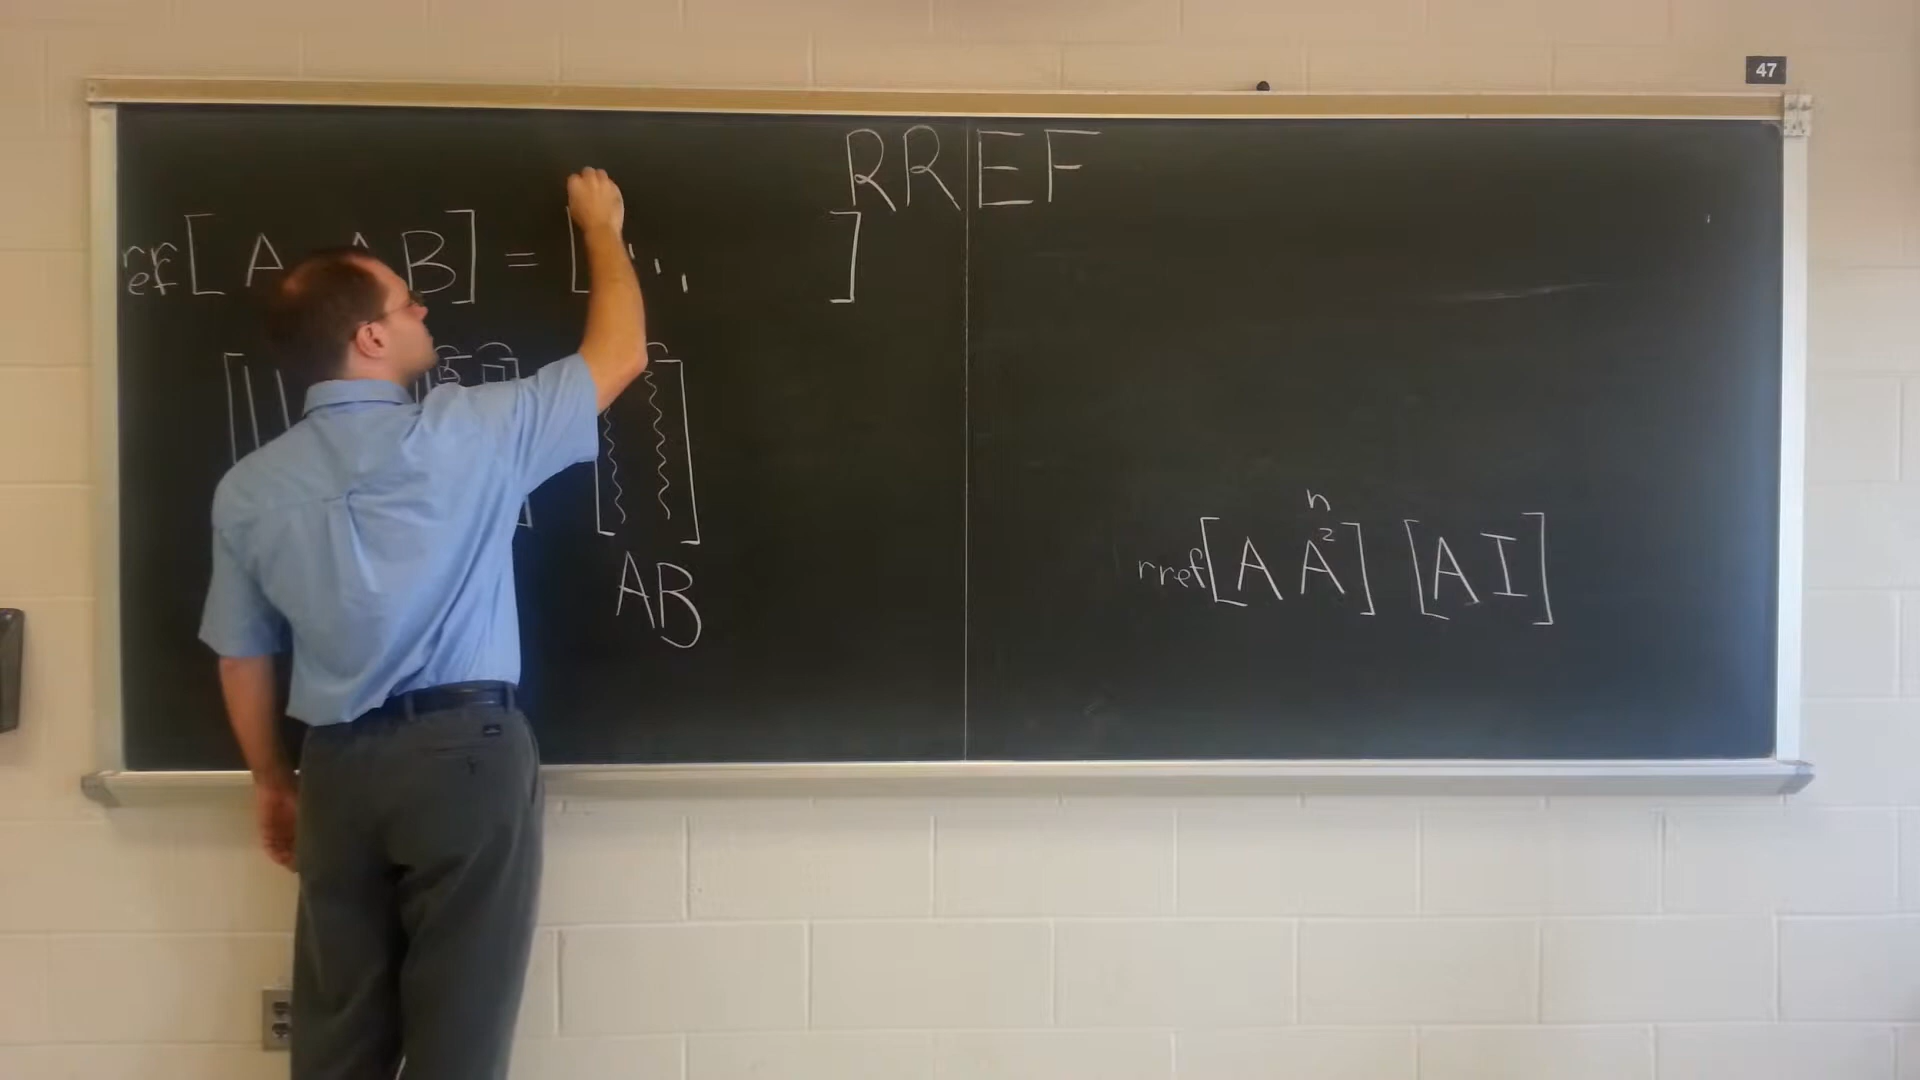 47
RREF
rref[ A AB ] = [ ⋱ ]
AB
n
rref[A A²] [A I]